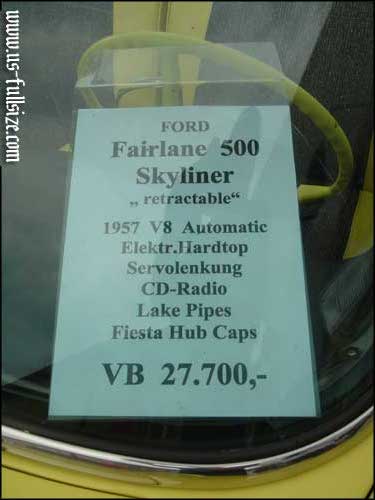 www.us-fullsize.com
FORD
Fairlane 500
Skyliner
„ retractable“
1957 V8 Automatic
Elektr.Hardtop
Servolenkung
CD-Radio
Lake Pipes
Fiesta Hub Caps
VB 27.700,-